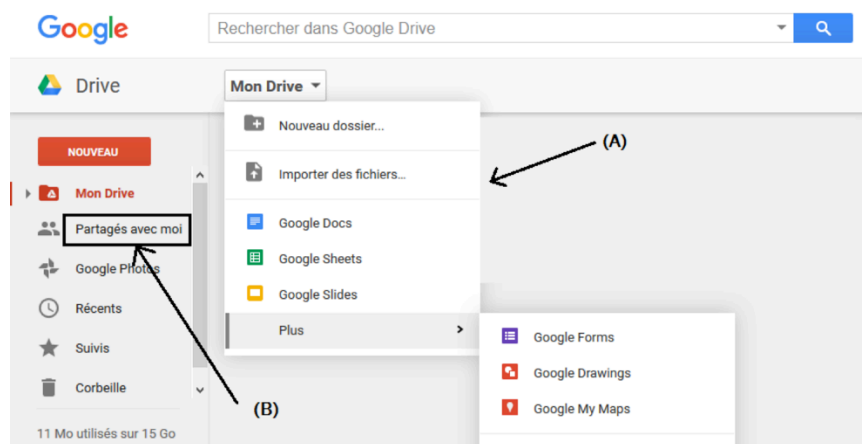 Google
Rechercher dans Google Drive
Drive
Mon Drive
Nouveau dossier...
(A)
NOUVEAU
Importer des fichiers...
Mon Drive
Partagés avec moi
Google Docs
Google Sheets
Google Photos
Google Slides
Récents
Plus
Google Forms
Suivis
Google Drawings
Corbeille
(B)
Google My Maps
11 Mo utilisés sur 15 Go